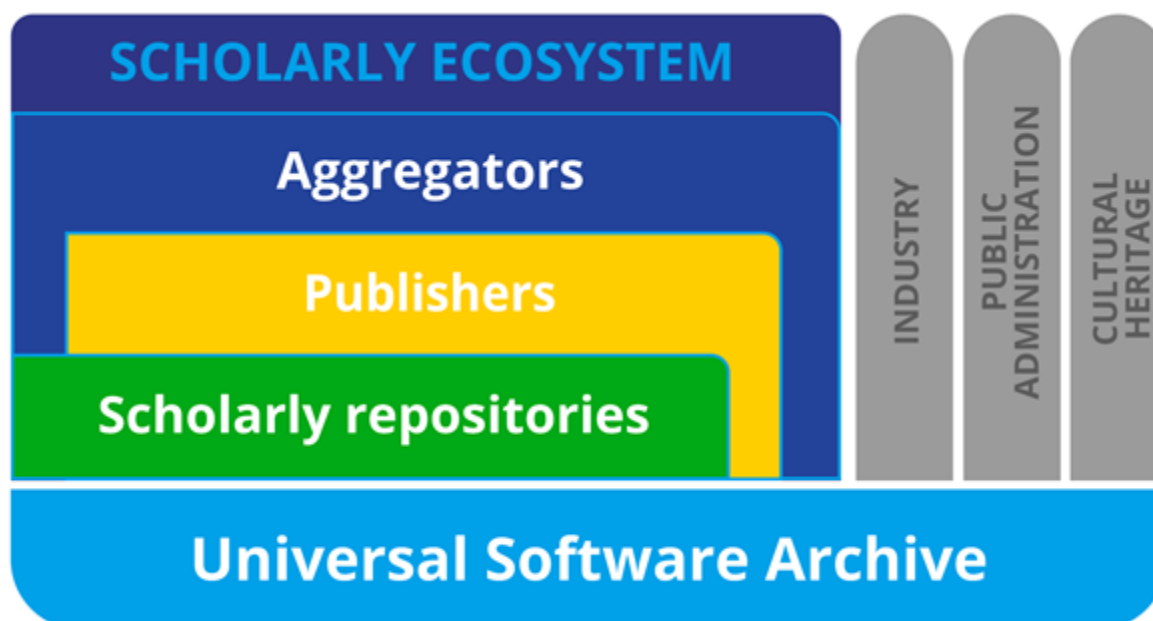 SCHOLARLY ECOSYSTEM
Aggregators
Publishers
Scholarly repositories
INDUSTRY
PUBLIC
ADMINISTRATION
CULTURAL
HERITAGE
Universal Software Archive